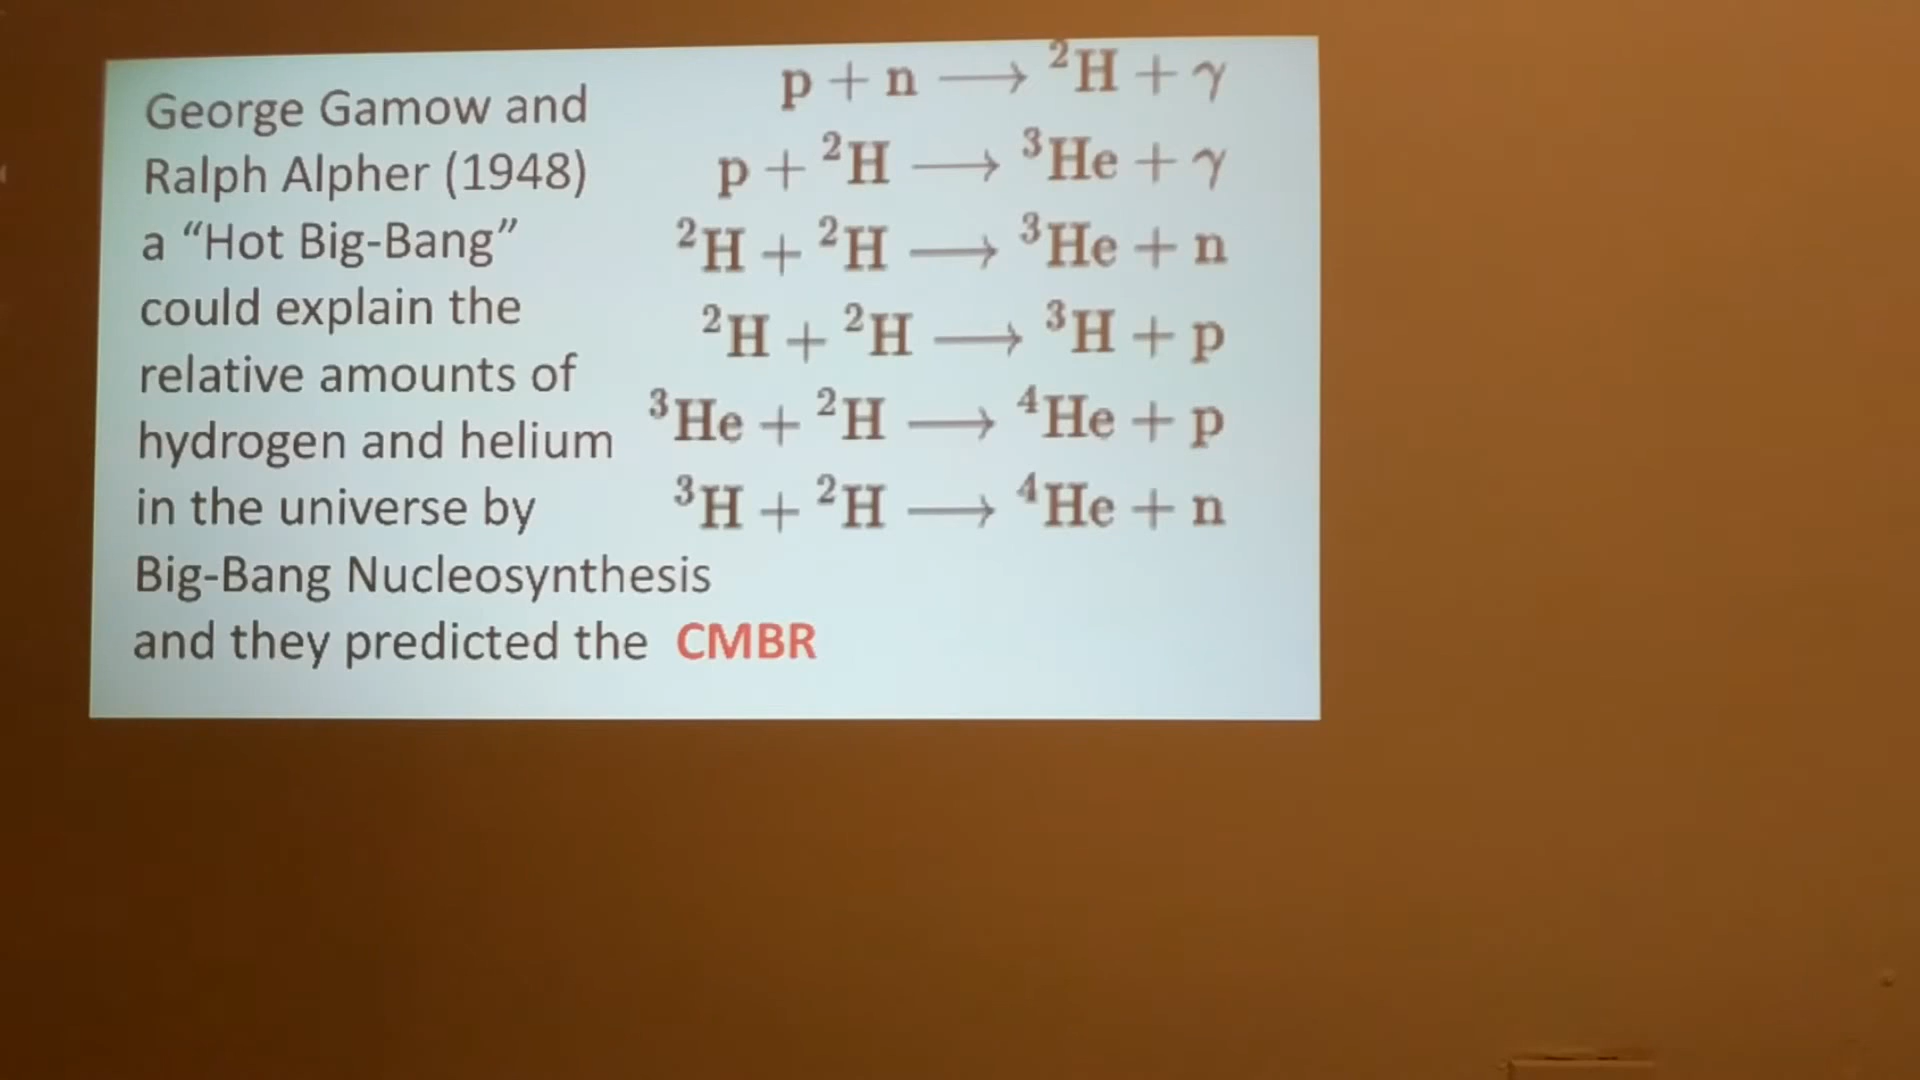 George Gamow and
Ralph Alpher (1948)
a “Hot Big-Bang”
could explain the
relative amounts of
hydrogen and helium
in the universe by
Big-Bang Nucleosynthesis
and they predicted the CMBR
p + n ⟶ ²H + γ
p + ²H ⟶ ³He + γ
²H + ²H ⟶ ³He + n
²H + ²H ⟶ ³H + p
³He + ²H ⟶ ⁴He + p
³H + ²H ⟶ ⁴He + n